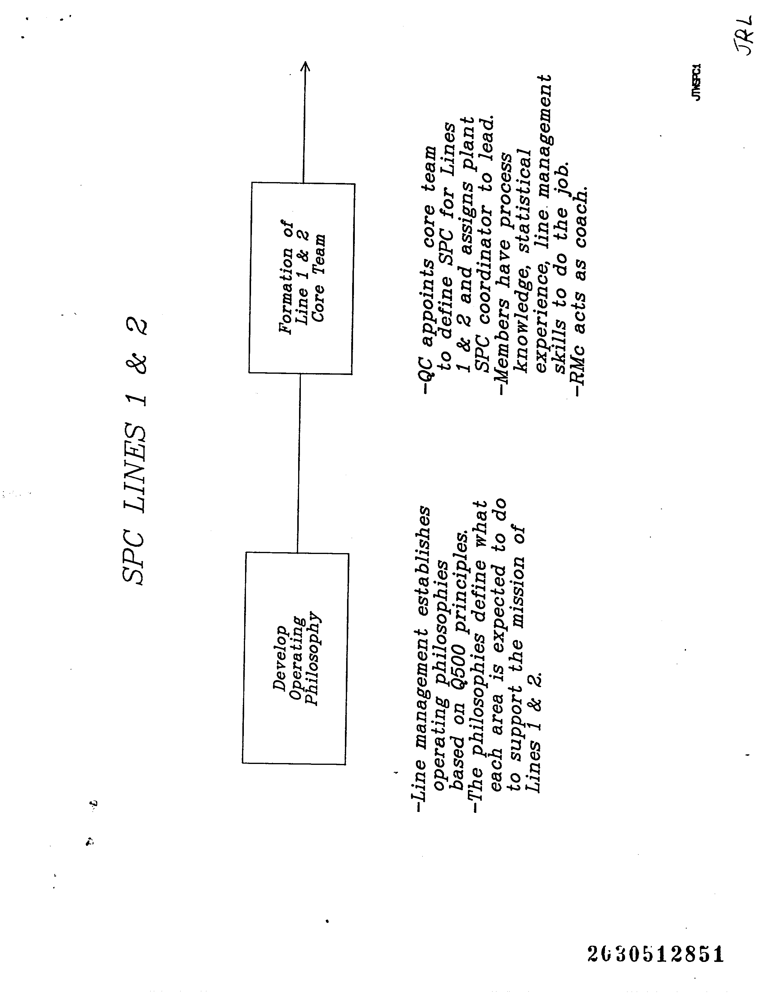 SPC LINES 1 & 2
Develop
Operating
Philosophy
Formation of
Line 1 & 2
Core Team
-Line management establishes
operating philosophies
based on Q500 principles.
-The philosophies define what
each area is expected to do
to support the mission of
Lines 1 & 2.
-QC appoints core team
to define SPC for Lines
1 & 2 and assigns plant
SPC coordinator to lead.
-Members have process
knowledge, statistical
experience, line management
skills to do the job.
-RMc acts as coach.
JTWSPC1
JRL
2030512851